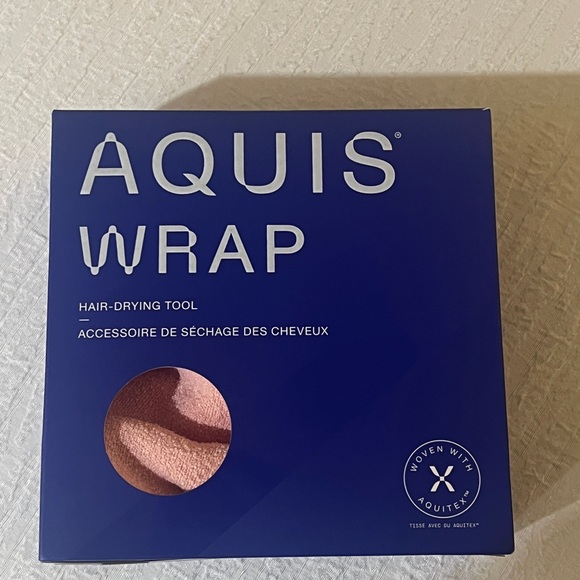 AQUIS®
WRAP
HAIR-DRYING TOOL
ACCESSOIRE DE SÉCHAGE DES CHEVEUX
WOVEN WITH
X
AQUITEX™
TISSÉ AVEC DU AQUITEX™